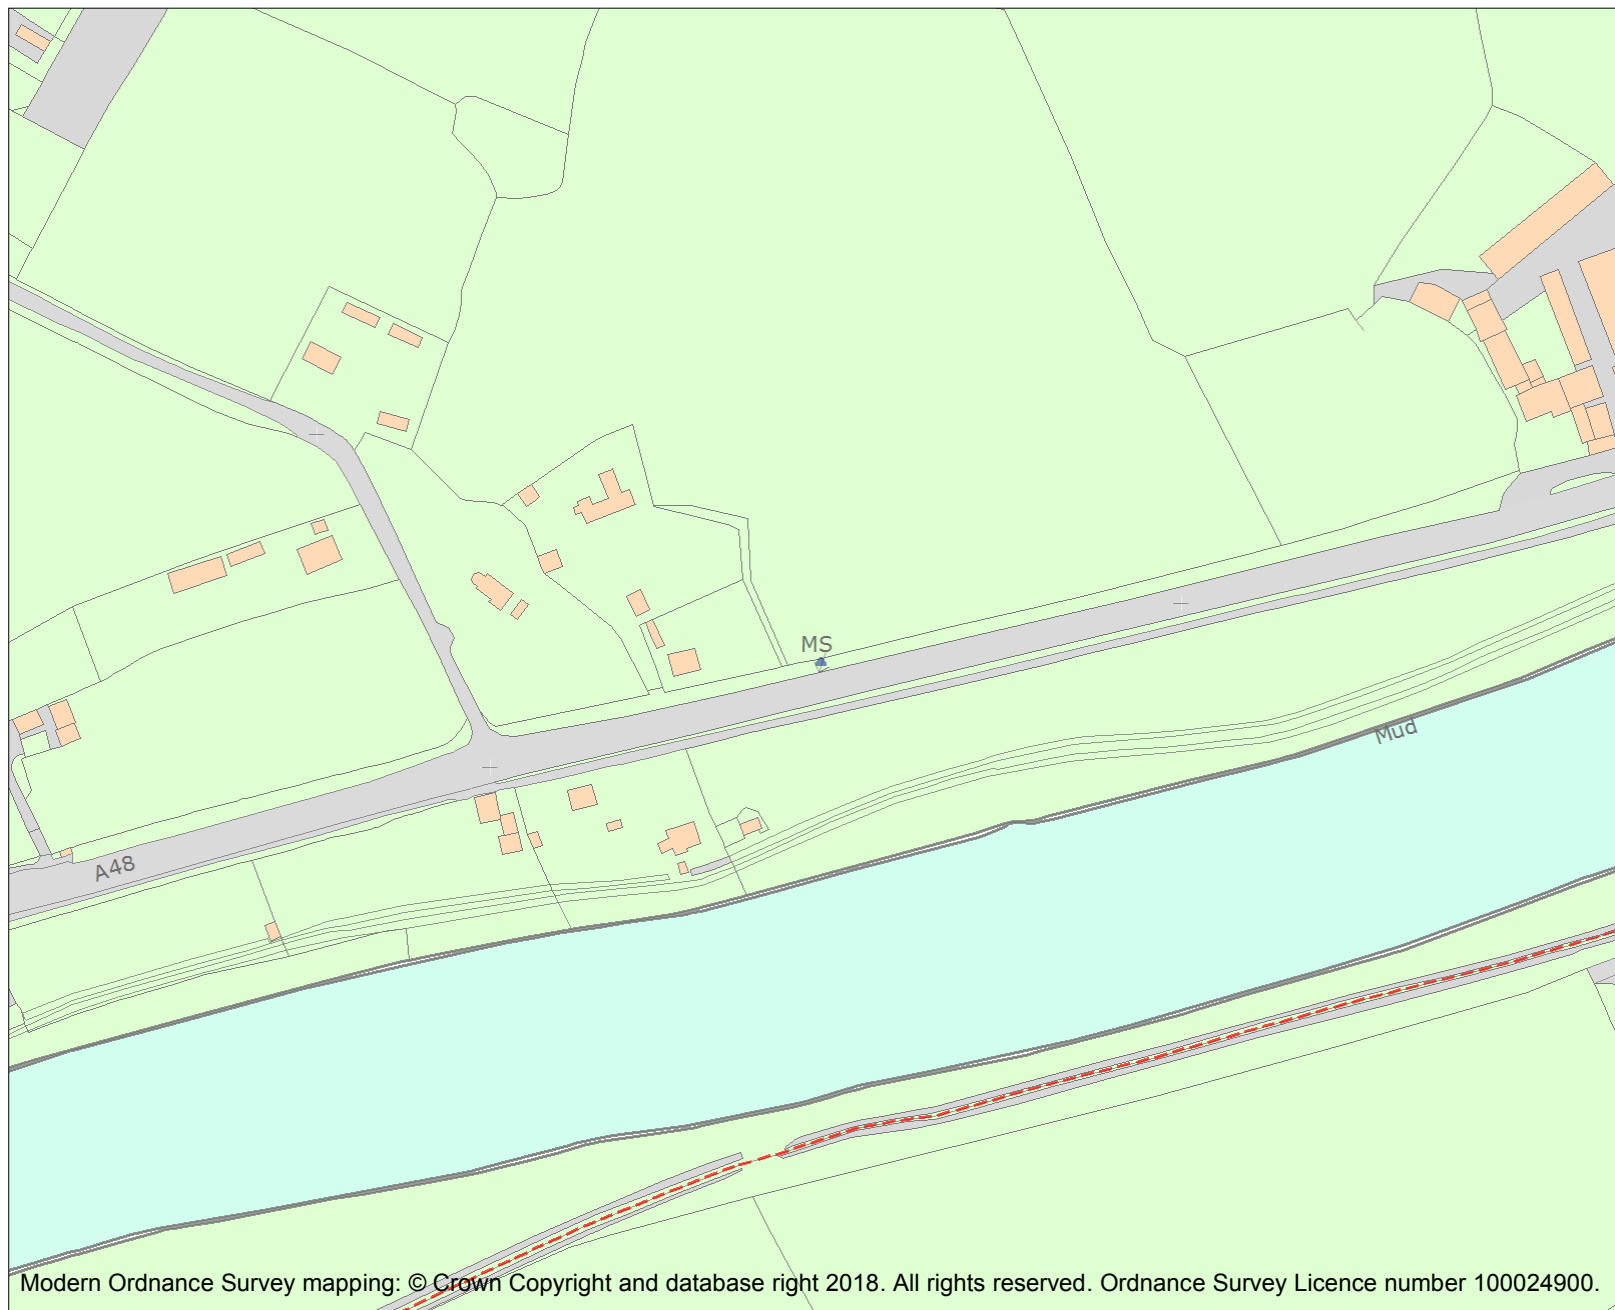 MS
Mud
A48
Modern Ordnance Survey mapping: © Crown Copyright and database right 2018. All rights reserved. Ordnance Survey Licence number 100024900.